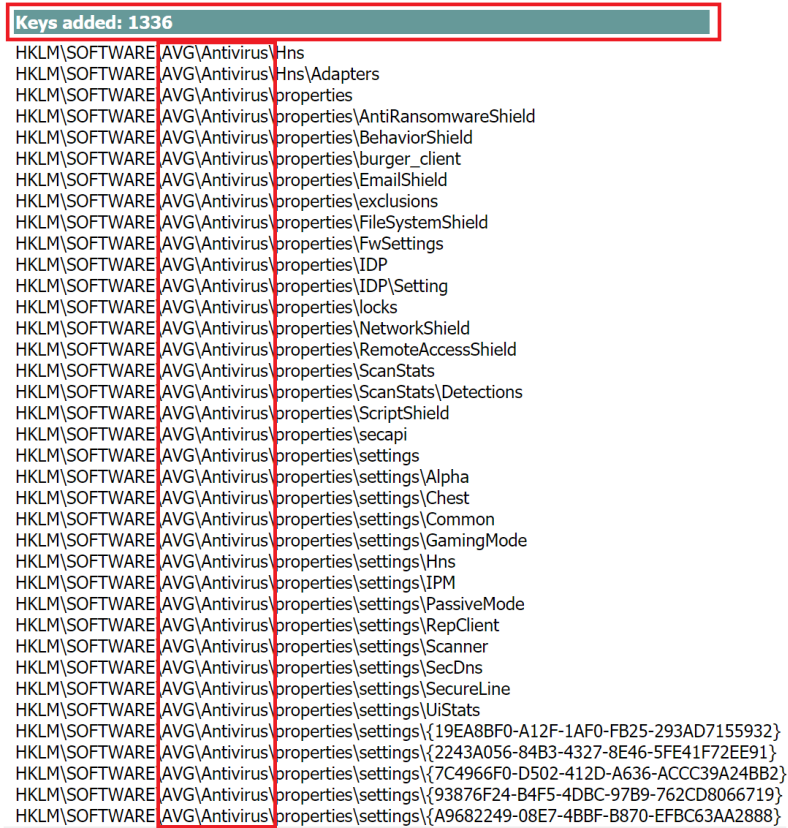 Keys added: 1336
HKLM\SOFTWARE\AVG\Antivirus\Hns
HKLM\SOFTWARE\AVG\Antivirus\Hns\Adapters
HKLM\SOFTWARE\AVG\Antivirus\properties
HKLM\SOFTWARE\AVG\Antivirus\properties\AntiRansomwareShield
HKLM\SOFTWARE\AVG\Antivirus\properties\BehaviorShield
HKLM\SOFTWARE\AVG\Antivirus\properties\burger_client
HKLM\SOFTWARE\AVG\Antivirus\properties\EmailShield
HKLM\SOFTWARE\AVG\Antivirus\properties\exclusions
HKLM\SOFTWARE\AVG\Antivirus\properties\FileSystemShield
HKLM\SOFTWARE\AVG\Antivirus\properties\FwSettings
HKLM\SOFTWARE\AVG\Antivirus\properties\IDP
HKLM\SOFTWARE\AVG\Antivirus\properties\IDP\Setting
HKLM\SOFTWARE\AVG\Antivirus\properties\locks
HKLM\SOFTWARE\AVG\Antivirus\properties\NetworkShield
HKLM\SOFTWARE\AVG\Antivirus\properties\RemoteAccessShield
HKLM\SOFTWARE\AVG\Antivirus\properties\ScanStats
HKLM\SOFTWARE\AVG\Antivirus\properties\ScanStats\Detections
HKLM\SOFTWARE\AVG\Antivirus\properties\ScriptShield
HKLM\SOFTWARE\AVG\Antivirus\properties\secapi
HKLM\SOFTWARE\AVG\Antivirus\properties\settings
HKLM\SOFTWARE\AVG\Antivirus\properties\settings\Alpha
HKLM\SOFTWARE\AVG\Antivirus\properties\settings\Chest
HKLM\SOFTWARE\AVG\Antivirus\properties\settings\Common
HKLM\SOFTWARE\AVG\Antivirus\properties\settings\GamingMode
HKLM\SOFTWARE\AVG\Antivirus\properties\settings\Hns
HKLM\SOFTWARE\AVG\Antivirus\properties\settings\IPM
HKLM\SOFTWARE\AVG\Antivirus\properties\settings\PassiveMode
HKLM\SOFTWARE\AVG\Antivirus\properties\settings\RepClient
HKLM\SOFTWARE\AVG\Antivirus\properties\settings\Scanner
HKLM\SOFTWARE\AVG\Antivirus\properties\settings\SecDns
HKLM\SOFTWARE\AVG\Antivirus\properties\settings\SecureLine
HKLM\SOFTWARE\AVG\Antivirus\properties\settings\UiStats
HKLM\SOFTWARE\AVG\Antivirus\properties\settings\{19EA8BF0-A12F-1AF0-FB25-293AD7155932}
HKLM\SOFTWARE\AVG\Antivirus\properties\settings\{2243A056-84B3-4327-8E46-5FE41F72EE91}
HKLM\SOFTWARE\AVG\Antivirus\properties\settings\{7C4966F0-D502-412D-A636-ACCC39A24BB2}
HKLM\SOFTWARE\AVG\Antivirus\properties\settings\{93876F24-B4F5-4DBC-97B9-762CD8066719}
HKLM\SOFTWARE\AVG\Antivirus\properties\settings\{A9682249-08E7-4BBF-B870-EFBC63AA2888}